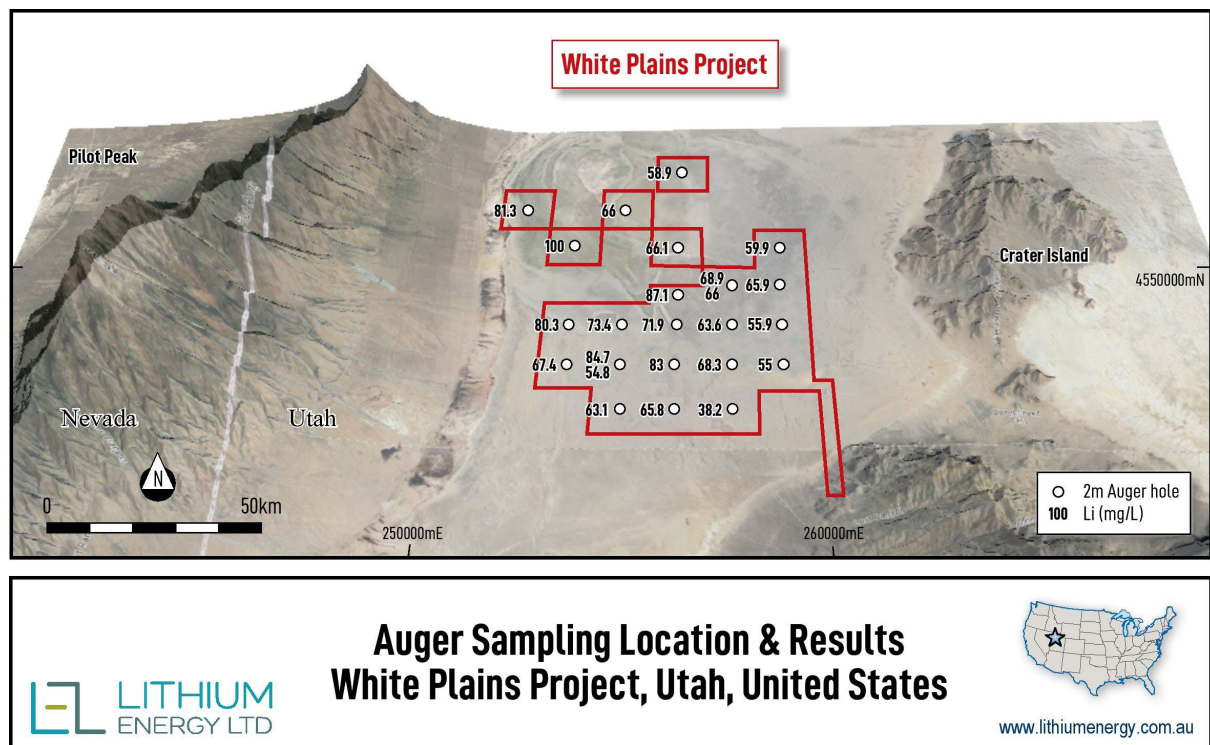 White Plains Project
Pilot Peak
58.9
81.3
66
100
66.1
59.9
Crater Island
4550000mN
68.9
66
65.9
87.1
80.3
73.4
71.9
63.6
55.9
67.4
84.7
54.8
83
68.3
55
63.1
65.8
38.2
Nevada
Utah
N
0
50km
250000mE
260000mE
2m Auger hole
100 Li (mg/L)
Auger Sampling Location & Results
White Plains Project, Utah, United States
LITHIUM
ENERGY LTD
www.lithiumenergy.com.au